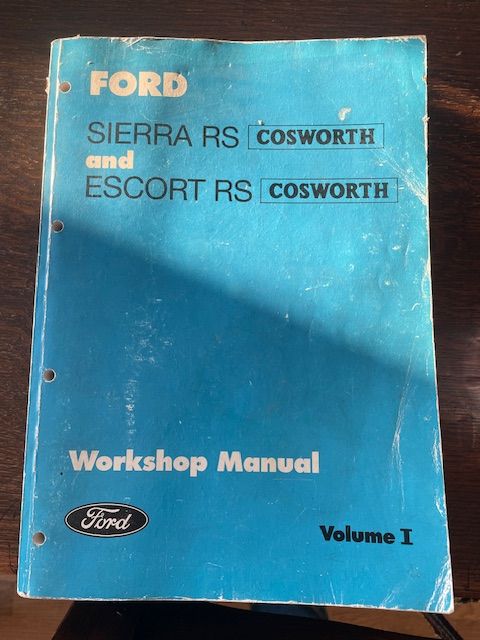 FORD
SIERRA RS COSWORTH
and
ESCORT RS COSWORTH
Workshop Manual
Ford
Volume I